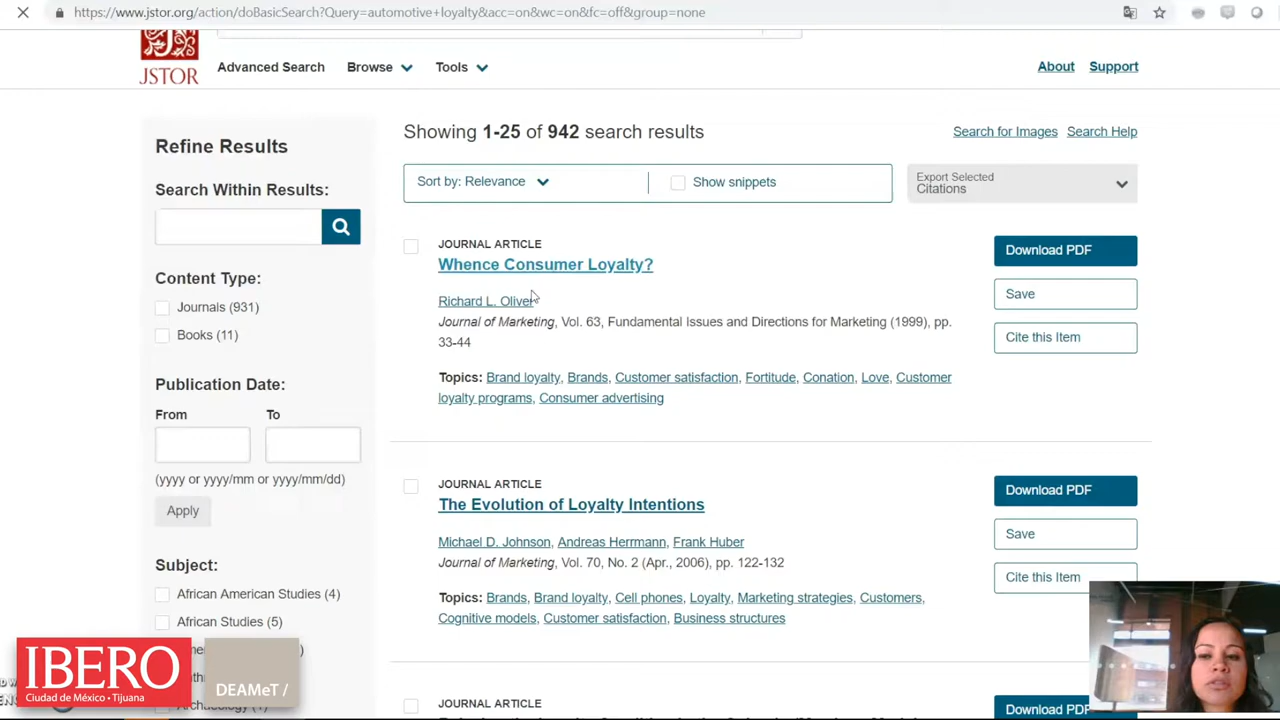 https://www.jstor.org/action/doBasicSearch?Query=automotive+loyalty&acc=on&wc=on&fc=off&group=none
JSTOR
Advanced Search
Browse
Tools
About
Support
Refine Results
Search Within Results:
Content Type:
Journals (931)
Books (11)
Publication Date:
From
To
(yyyy or yyyy/mm or yyyy/mm/dd)
Apply
Subject:
African American Studies (4)
African Studies (5)
Showing 1-25 of 942 search results
Search for Images
Search Help
Sort by: Relevance
Show snippets
Export Selected
Citations
JOURNAL ARTICLE
Whence Consumer Loyalty?
Richard L. Oliver
Journal of Marketing, Vol. 63, Fundamental Issues and Directions for Marketing (1999), pp.
33-44
Topics: Brand loyalty, Brands, Customer satisfaction, Fortitude, Conation, Love, Customer
loyalty programs, Consumer advertising
Download PDF
Save
Cite this Item
JOURNAL ARTICLE
The Evolution of Loyalty Intentions
Michael D. Johnson, Andreas Herrmann, Frank Huber
Journal of Marketing, Vol. 70, No. 2 (Apr., 2006), pp. 122-132
Topics: Brands, Brand loyalty, Cell phones, Loyalty, Marketing strategies, Customers,
Cognitive models, Customer satisfaction, Business structures
Download PDF
Save
Cite this Item
JOURNAL ARTICLE
Download PDF
IBERO
Ciudad de México • Tijuana
DEAMeT /